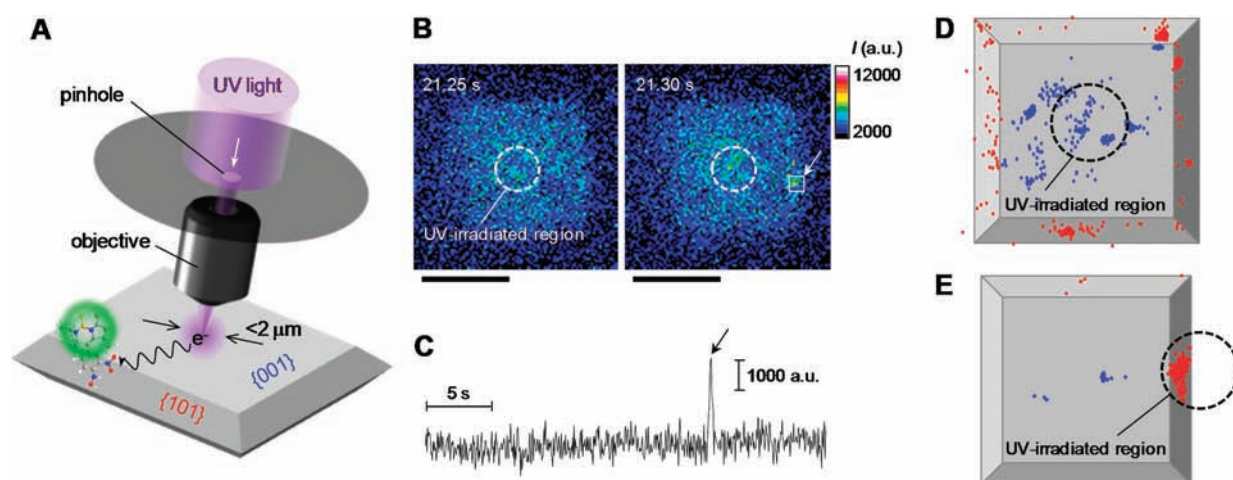 A
UV light
pinhole
objective
e⁻
<2 μm
{001}
{101}
B
I (a.u.)
21.25 s
21.30 s
12000
2000
UV-irradiated region
C
5 s
1000 a.u.
D
UV-irradiated region
E
UV-irradiated region